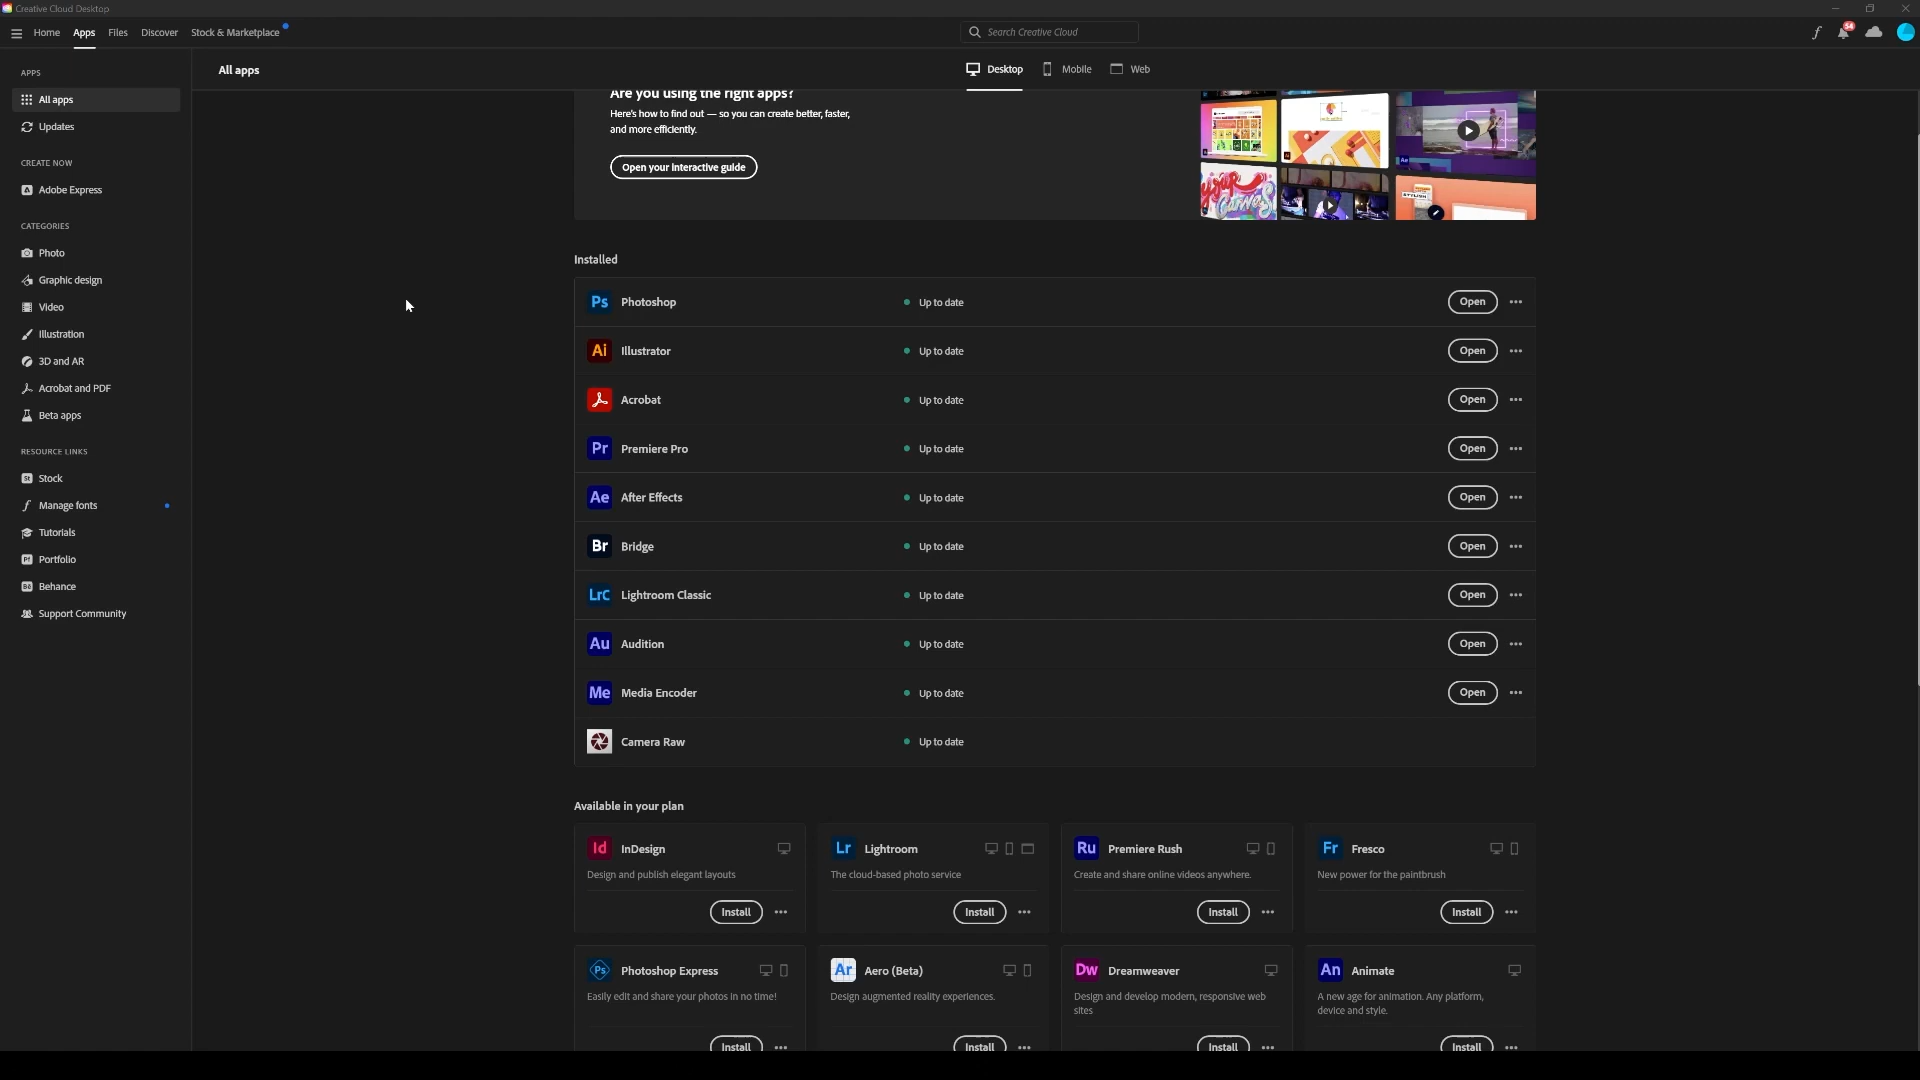 Creative Cloud Desktop
Home Apps Files Discover Stock & Marketplace
Search Creative Cloud
54
APPS
All apps
Updates
CREATE NOW
Adobe Express
CATEGORIES
Photo
Graphic design
Video
Illustration
3D and AR
Acrobat and PDF
Beta apps
RESOURCE LINKS
St Stock
Manage fonts
Tutorials
Pf Portfolio
Bē Behance
Support Community
All apps
Desktop Mobile Web
Are you using the right apps?
Here's how to find out — so you can create better, faster,
and more efficiently.
Open your interactive guide
Installed
Ps Photoshop Up to date Open
Ai Illustrator Up to date Open
Acrobat Up to date Open
Pr Premiere Pro Up to date Open
Ae After Effects Up to date Open
Br Bridge Up to date Open
LrC Lightroom Classic Up to date Open
Au Audition Up to date Open
Me Media Encoder Up to date Open
Camera Raw Up to date
Available in your plan
Id InDesign
Design and publish elegant layouts
Install
Lr Lightroom
The cloud-based photo service
Install
Ru Premiere Rush
Create and share online videos anywhere.
Install
Fr Fresco
New power for the paintbrush
Install
Ps Photoshop Express
Easily edit and share your photos in no time!
Install
Ar Aero (Beta)
Design augmented reality experiences.
Install
Dw Dreamweaver
Design and develop modern, responsive web
sites
Install
An Animate
A new age for animation. Any platform,
device and style.
Install